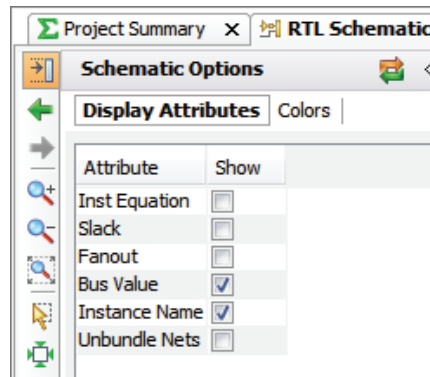 Project Summary RTL Schematic
Schematic Options
Display Attributes Colors
Attribute Show
Inst Equation
Slack
Fanout
Bus Value
Instance Name
Unbundle Nets